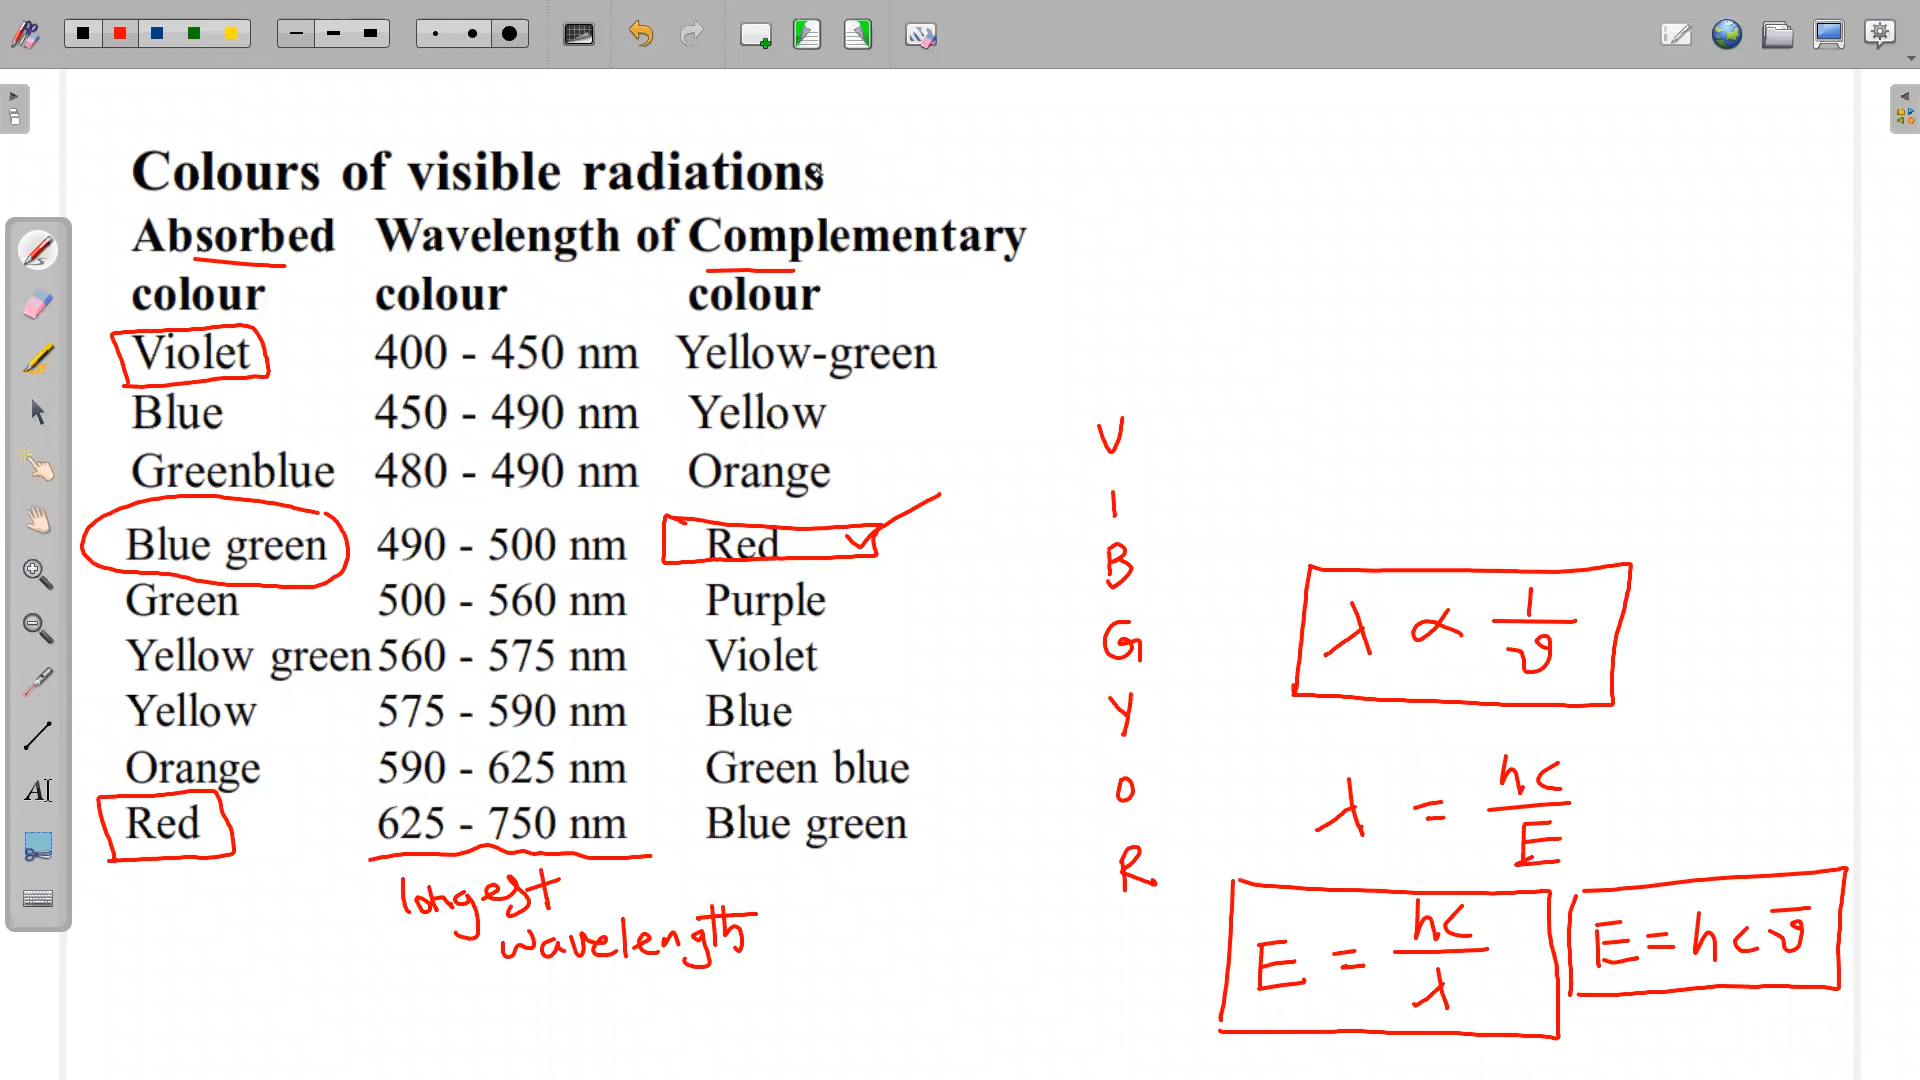 Colours of visible radiations
Absorbed colour Wavelength of colour Complementary colour
Violet 400 - 450 nm Yellow-green
Blue 450 - 490 nm Yellow
Greenblue 480 - 490 nm Orange
Blue green 490 - 500 nm Red
Green 500 - 560 nm Purple
Yellow green 560 - 575 nm Violet
Yellow 575 - 590 nm Blue
Orange 590 - 625 nm Green blue
Red 625 - 750 nm Blue green
longest
wavelength
V
I
B
G
Y
O
R
λ ∝ 1/ϑ
λ = hc/E
E = hc/λ
E = hcϑ̅
AI